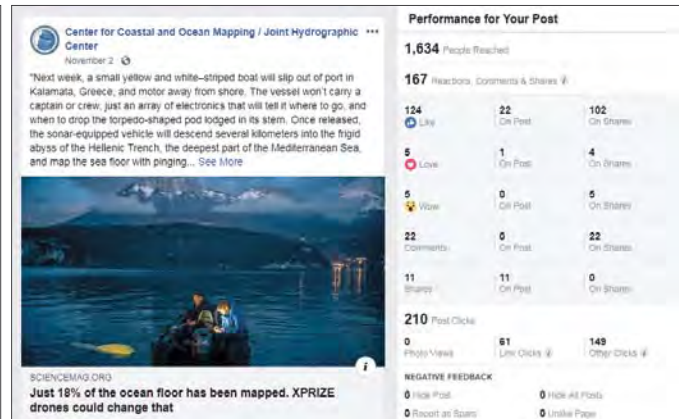 Center for Coastal and Ocean Mapping / Joint Hydrographic
Center
November 2
"Next week, a small yellow and white–striped boat will slip out of port in
Kalamata, Greece, and motor away from shore. The vessel won't carry a
captain or crew, just an array of electronics that will tell it where to go, and
when to drop the torpedo-shaped pod lodged in its stern. Once released,
the sonar-equipped vehicle will descend several kilometers into the frigid
abyss of the Hellenic Trench, the deepest part of the Mediterranean Sea,
and map the sea floor with pinging... See More
SCIENCEMAG.ORG
Just 18% of the ocean floor has been mapped. XPRIZE
drones could change that
Performance for Your Post
1,634 People Reached
167 Reactions, Comments & Shares
124 22 102
Like On Post On Shares
5 1 4
Love On Post On Shares
5 0 5
Wow On Post On Shares
22 0 22
Comments On Post On Shares
11 11 0
Shares On Post On Shares
210 Post Clicks
0 61 149
Photo Views Link Clicks Other Clicks
NEGATIVE FEEDBACK
0 Hide Post 0 Hide All Posts
0 Report as Spam 0 Unlike Page